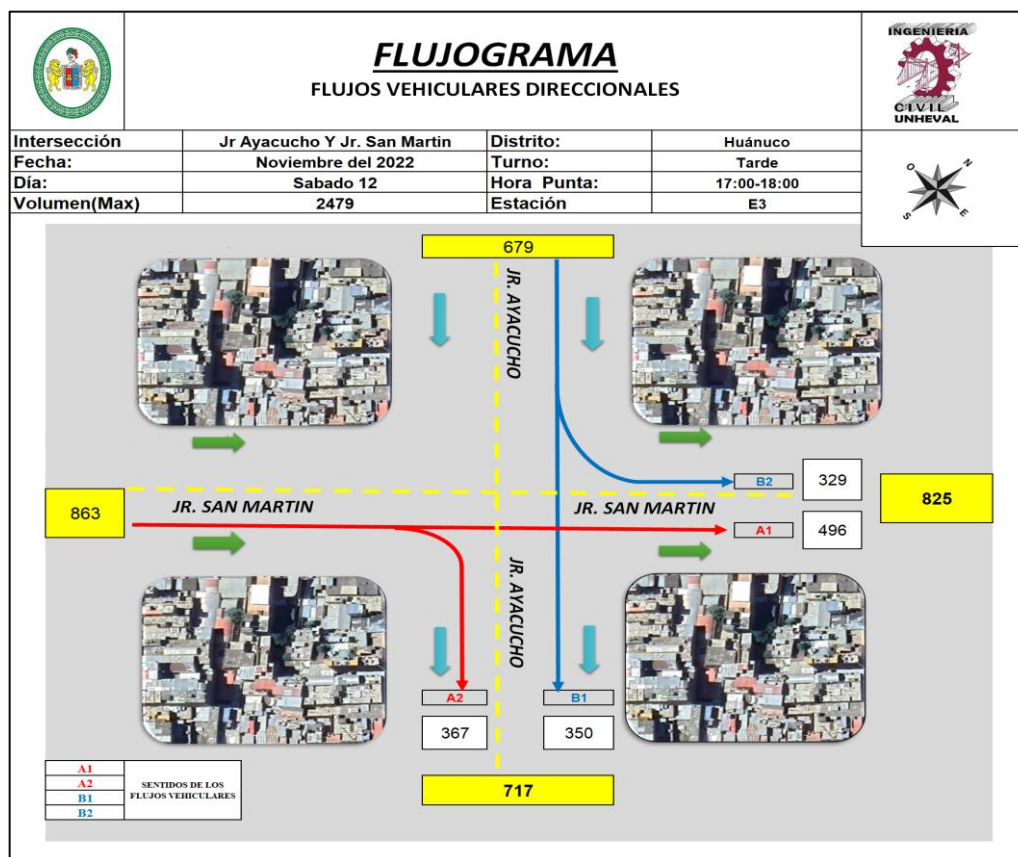 FLUJOGRAMA
FLUJOS VEHICULARES DIRECCIONALES
INGENIERIA
CIVIL
UNHEVAL
Intersección Jr Ayacucho Y Jr. San Martin Distrito: Huánuco
Fecha: Noviembre del 2022 Turno: Tarde
Día: Sabado 12 Hora Punta: 17:00-18:00
Volumen(Max) 2479 Estación E3
O N
S E
679
JR. AYACUCHO
B2 329
863
JR. SAN MARTIN
JR. SAN MARTIN
825
A1 496
JR. AYACUCHO
A2 B1
367 350
717
A1
A2
B1
B2
SENTIDOS DE LOS
FLUJOS VEHICULARES